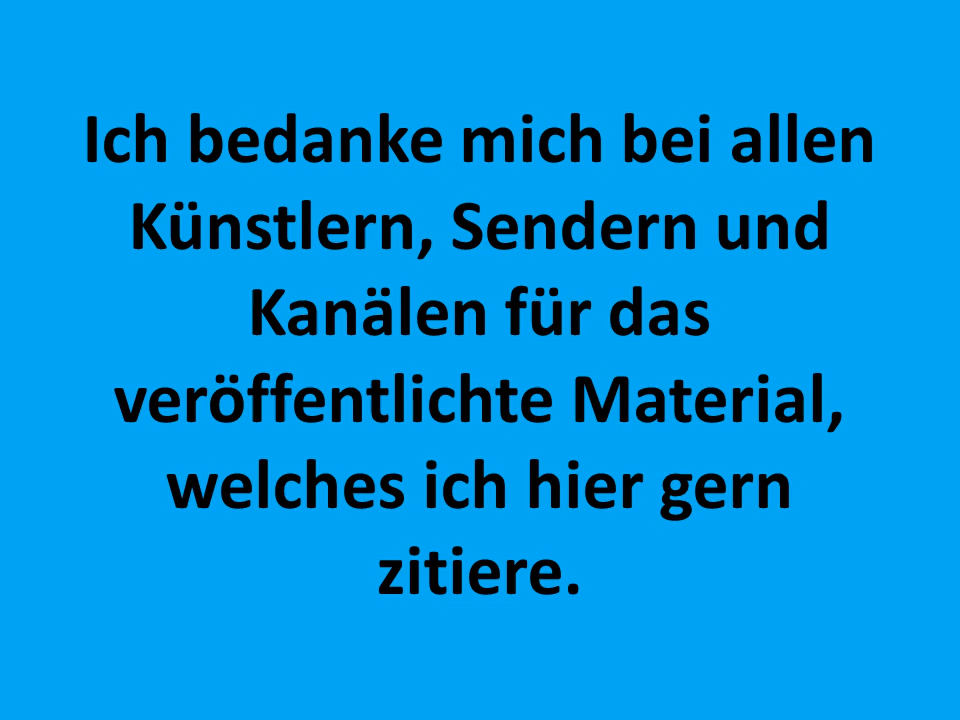 Ich bedanke mich bei allen
Künstlern, Sendern und
Kanälen für das
veröffentlichte Material,
welches ich hier gern
zitiere.